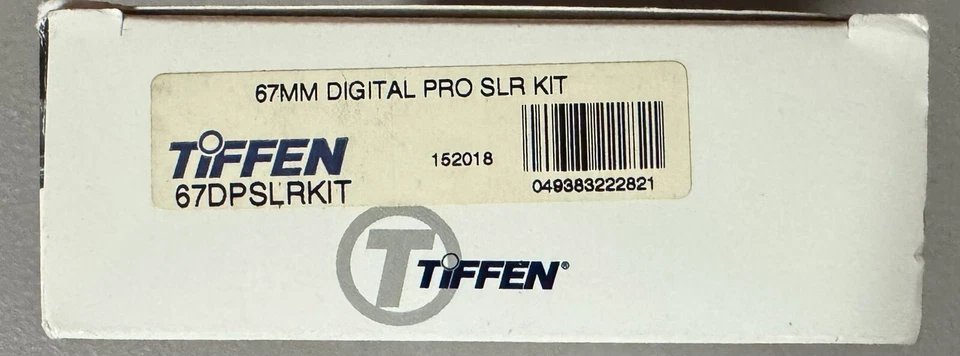 67MM DIGITAL PRO SLR KIT
TiFFEN
152018
67DPSLRKIT
049383222821
T TiFFEN®